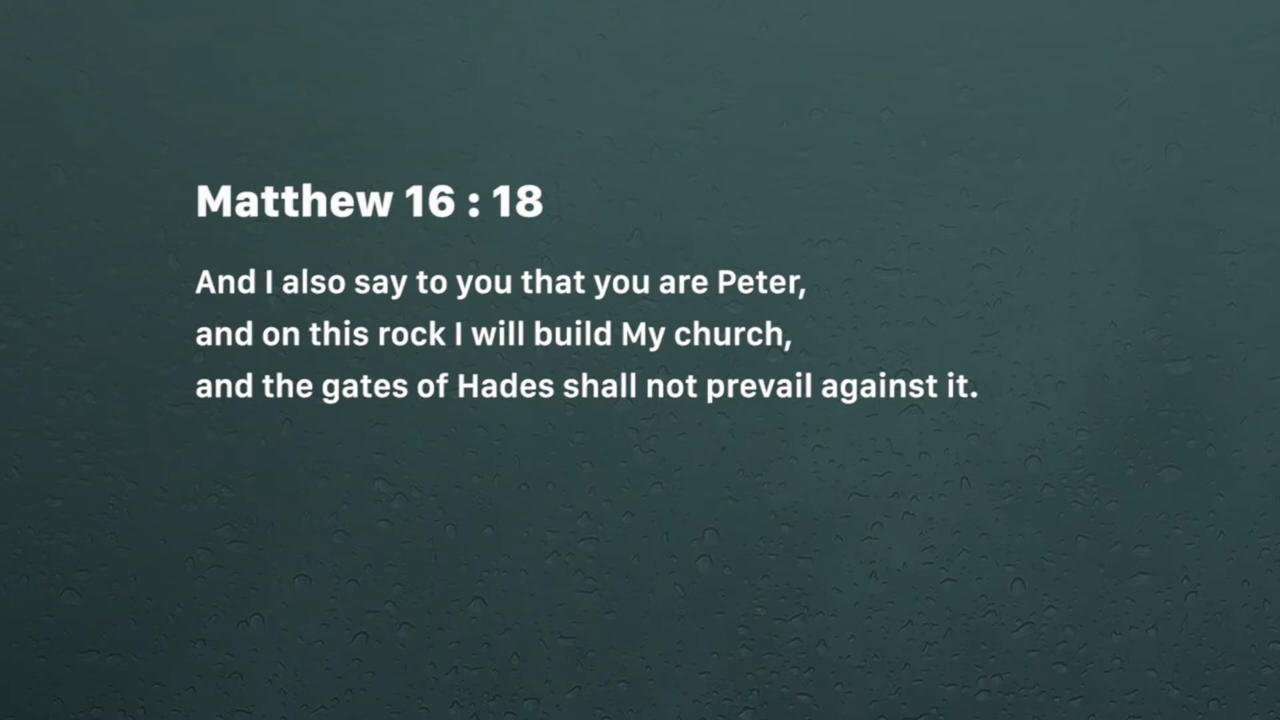 Matthew 16 : 18
And I also say to you that you are Peter,
and on this rock I will build My church,
and the gates of Hades shall not prevail against it.